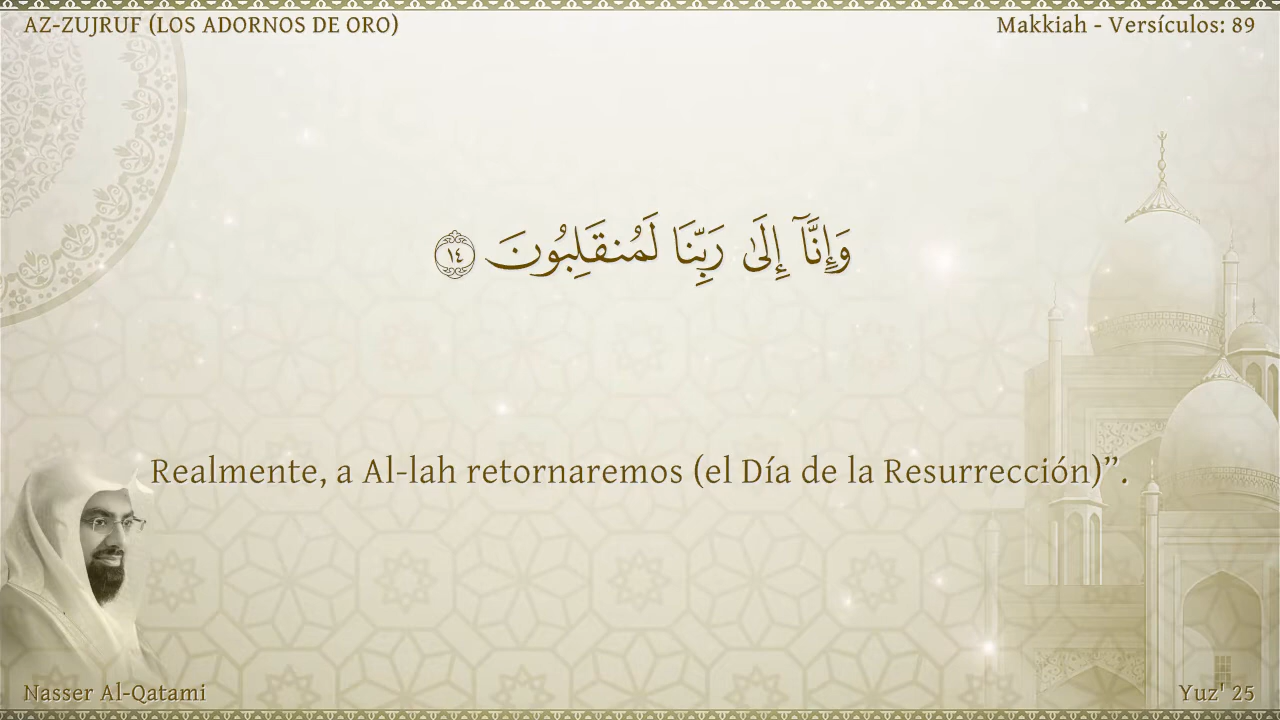 AZ-ZUJRUF (LOS ADORNOS DE ORO)
Makkiah - Versículos: 89
وَإِنَّآ إِلَىٰ رَبِّنَا لَمُنقَلِبُونَ ١٤
Realmente, a Al-lah retornaremos (el Día de la Resurrección)”.
Nasser Al-Qatami
Yuz' 25